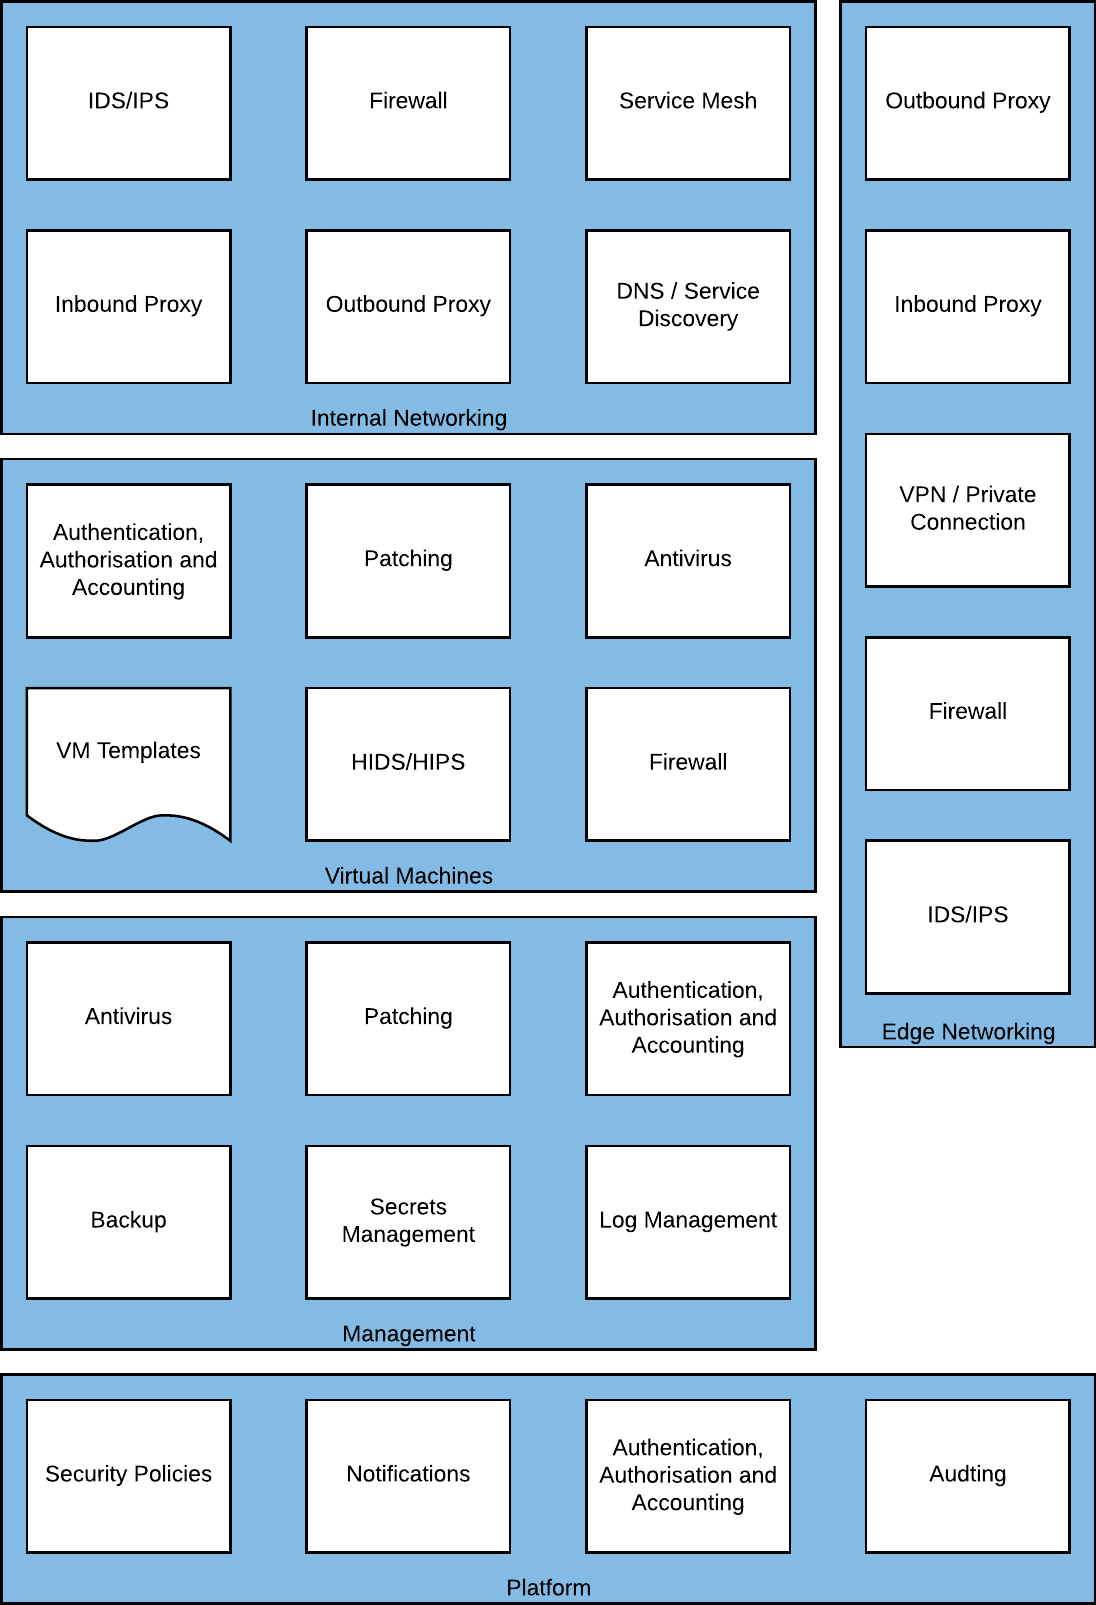 IDS/IPS
Firewall
Service Mesh
Inbound Proxy
Outbound Proxy
DNS / Service
Discovery
Internal Networking
Authentication,
Authorisation and
Accounting
Patching
Antivirus
VM Templates
HIDS/HIPS
Firewall
Virtual Machines
Antivirus
Patching
Authentication,
Authorisation and
Accounting
Backup
Secrets
Management
Log Management
Management
Outbound Proxy
Inbound Proxy
VPN / Private
Connection
Firewall
IDS/IPS
Edge Networking
Security Policies
Notifications
Authentication,
Authorisation and
Accounting
Audting
Platform